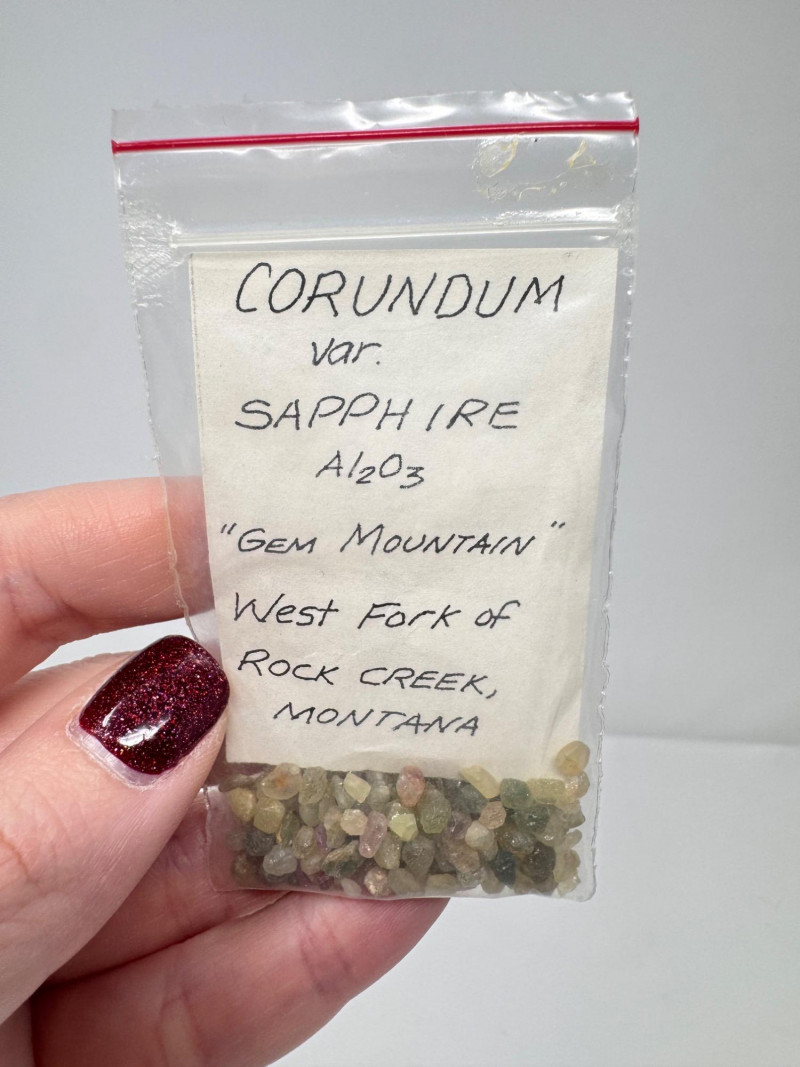 CORUNDUM
var.
SAPPHIRE
Al₂O₃
"GEM MOUNTAIN"
West Fork of
ROCK CREEK,
MONTANA